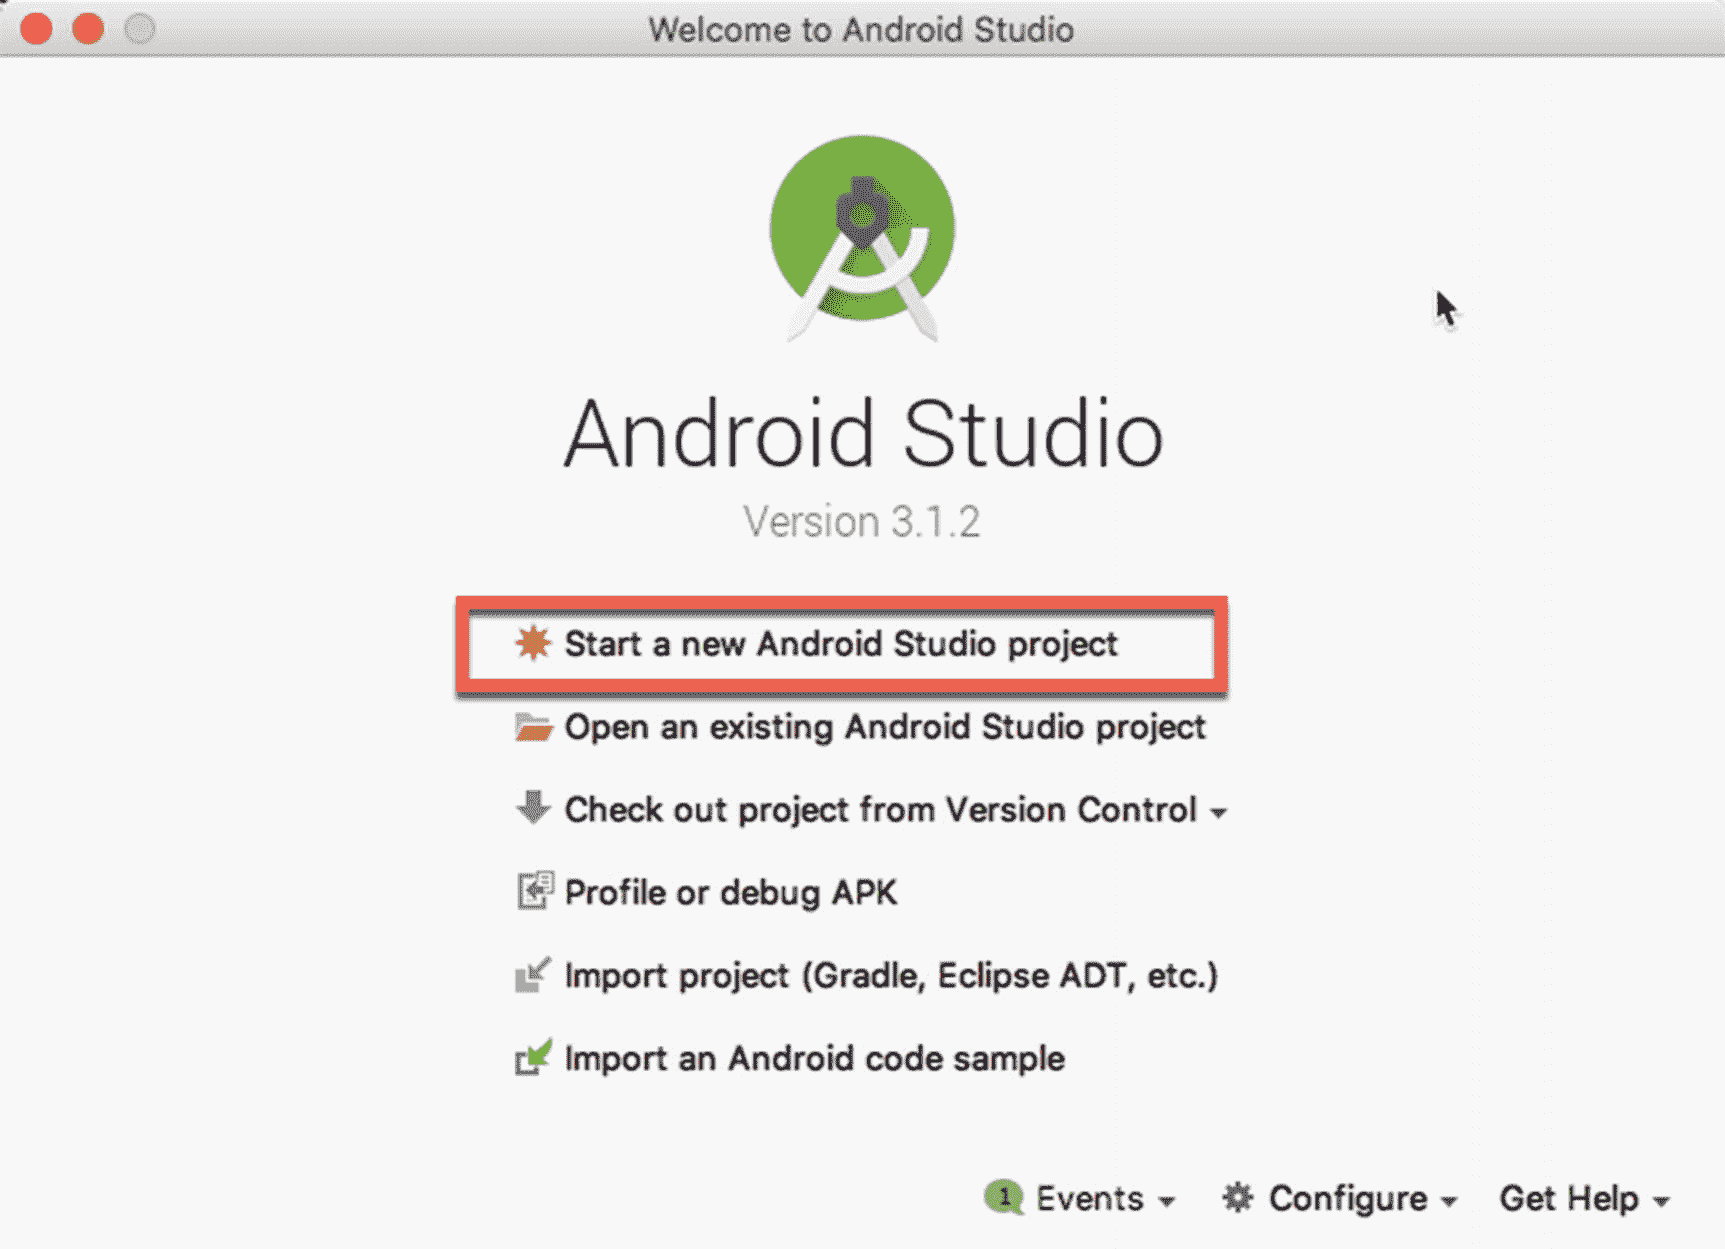 Welcome to Android Studio
Android Studio
Version 3.1.2
Start a new Android Studio project
Open an existing Android Studio project
Check out project from Version Control
Profile or debug APK
Import project (Gradle, Eclipse ADT, etc.)
Import an Android code sample
1 Events Configure Get Help